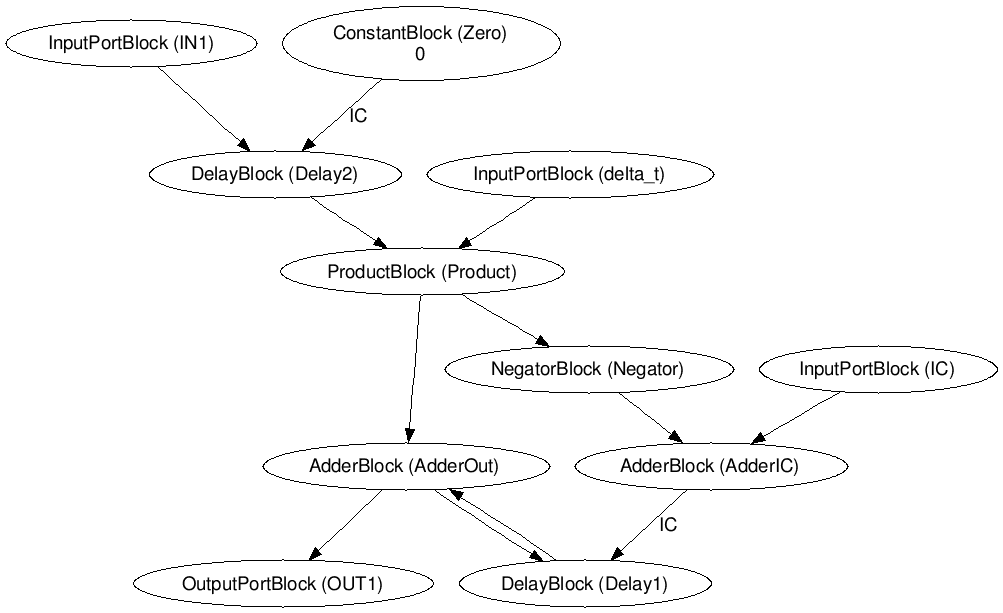 InputPortBlock (IN1)
ConstantBlock (Zero)
0
IC
DelayBlock (Delay2)
InputPortBlock (delta_t)
ProductBlock (Product)
NegatorBlock (Negator)
InputPortBlock (IC)
AdderBlock (AdderOut)
AdderBlock (AdderIC)
IC
OutputPortBlock (OUT1)
DelayBlock (Delay1)